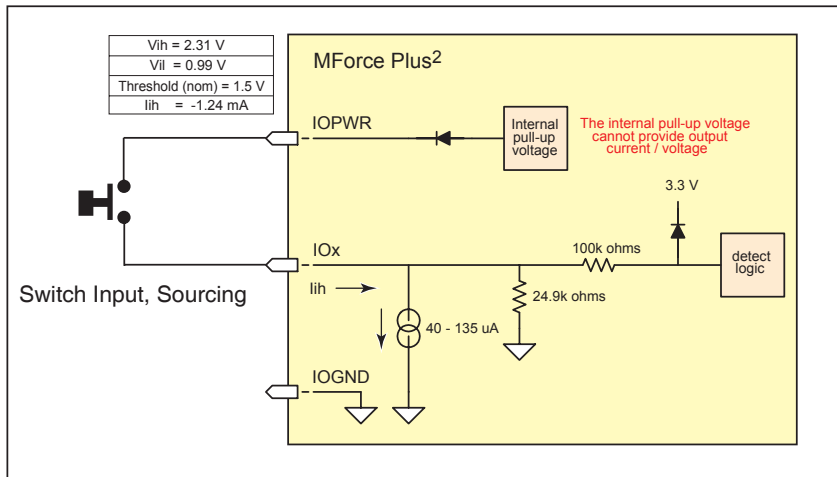 Vih = 2.31 V
Vil = 0.99 V
Threshold (nom) = 1.5 V
Iih = -1.24 mA
MForce Plus²
IOPWR
Internal
pull-up
voltage
The internal pull-up voltage
cannot provide output
current / voltage
3.3 V
IOx
100k ohms
detect
logic
Switch Input, Sourcing
Iih
24.9k ohms
40 - 135 uA
IOGND